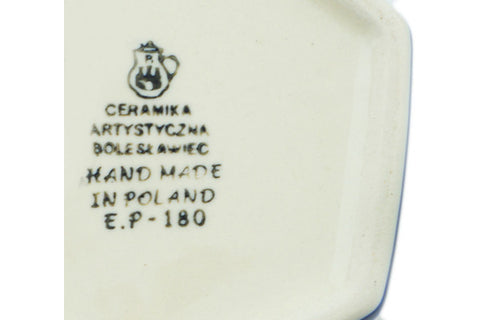 P.
CERAMIKA
ARTYSTYCZNA
BOLESŁAWIEC
HAND MADE
IN POLAND
E.P-180